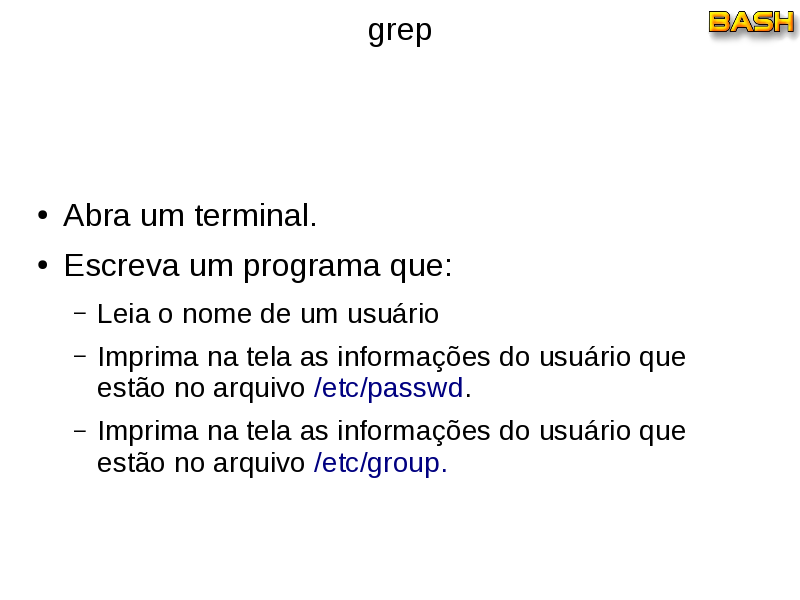 grep
BASH
• Abra um terminal.
• Escreva um programa que:
– Leia o nome de um usuário
– Imprima na tela as informações do usuário que
estão no arquivo /etc/passwd.
– Imprima na tela as informações do usuário que
estão no arquivo /etc/group.